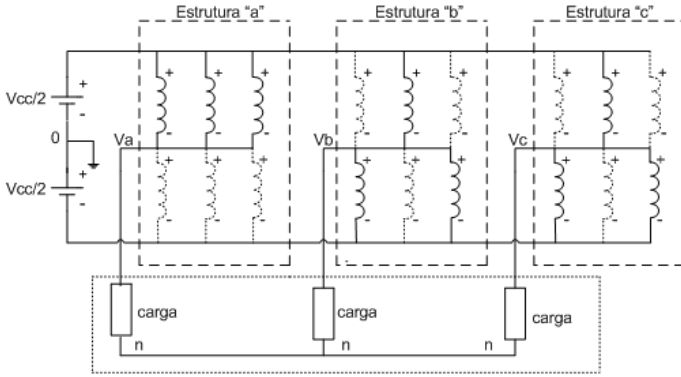 Estrutura "a" Estrutura "b" Estrutura "c"
+ + + + + + + + +
+
Vcc/2
-
- - - - - - - - -
0 Va Vb Vc
+ + + + + + + + +
+
Vcc/2
-
- - - - - - - - -
carga carga carga
n n n